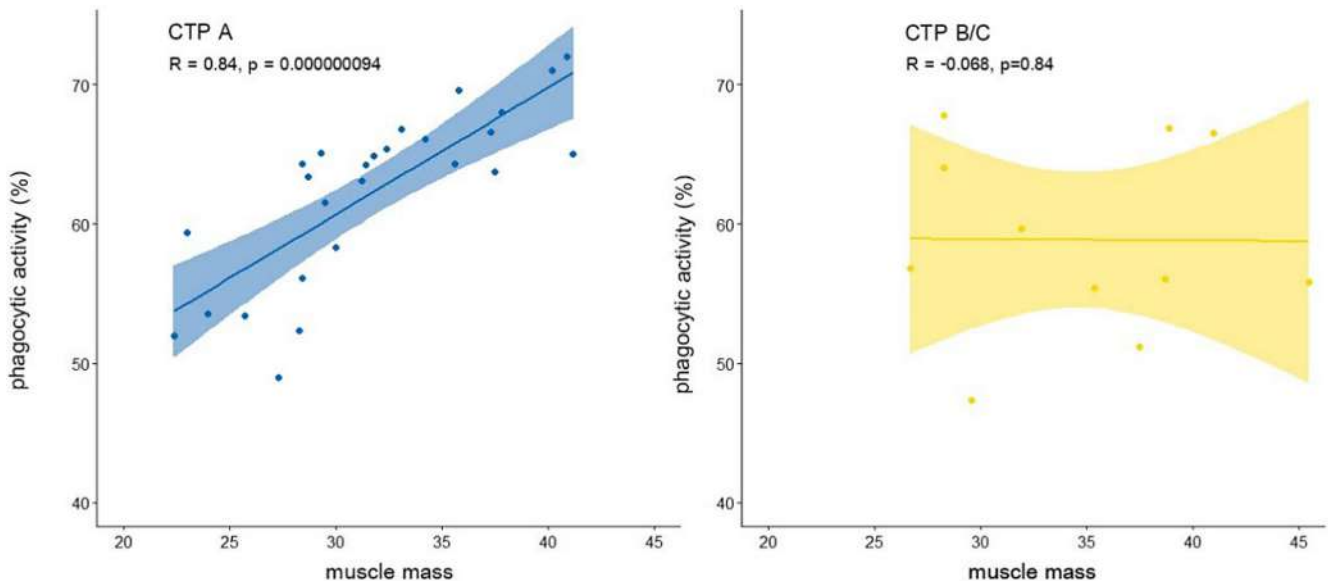 CTP A
R = 0.84, p = 0.000000094
phagocytic activity (%)
70
60
50
40
20
25
30
35
40
45
muscle mass
CTP B/C
R = -0.068, p=0.84
phagocytic activity (%)
70
60
50
40
20
25
30
35
40
45
muscle mass